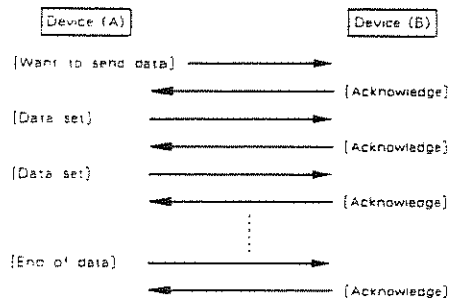 Device (A) Device (B)
[Want to send data]
[Acknowledge]
[Data set]
[Acknowledge]
[Data set]
[Acknowledge]
[End of data]
[Acknowledge]